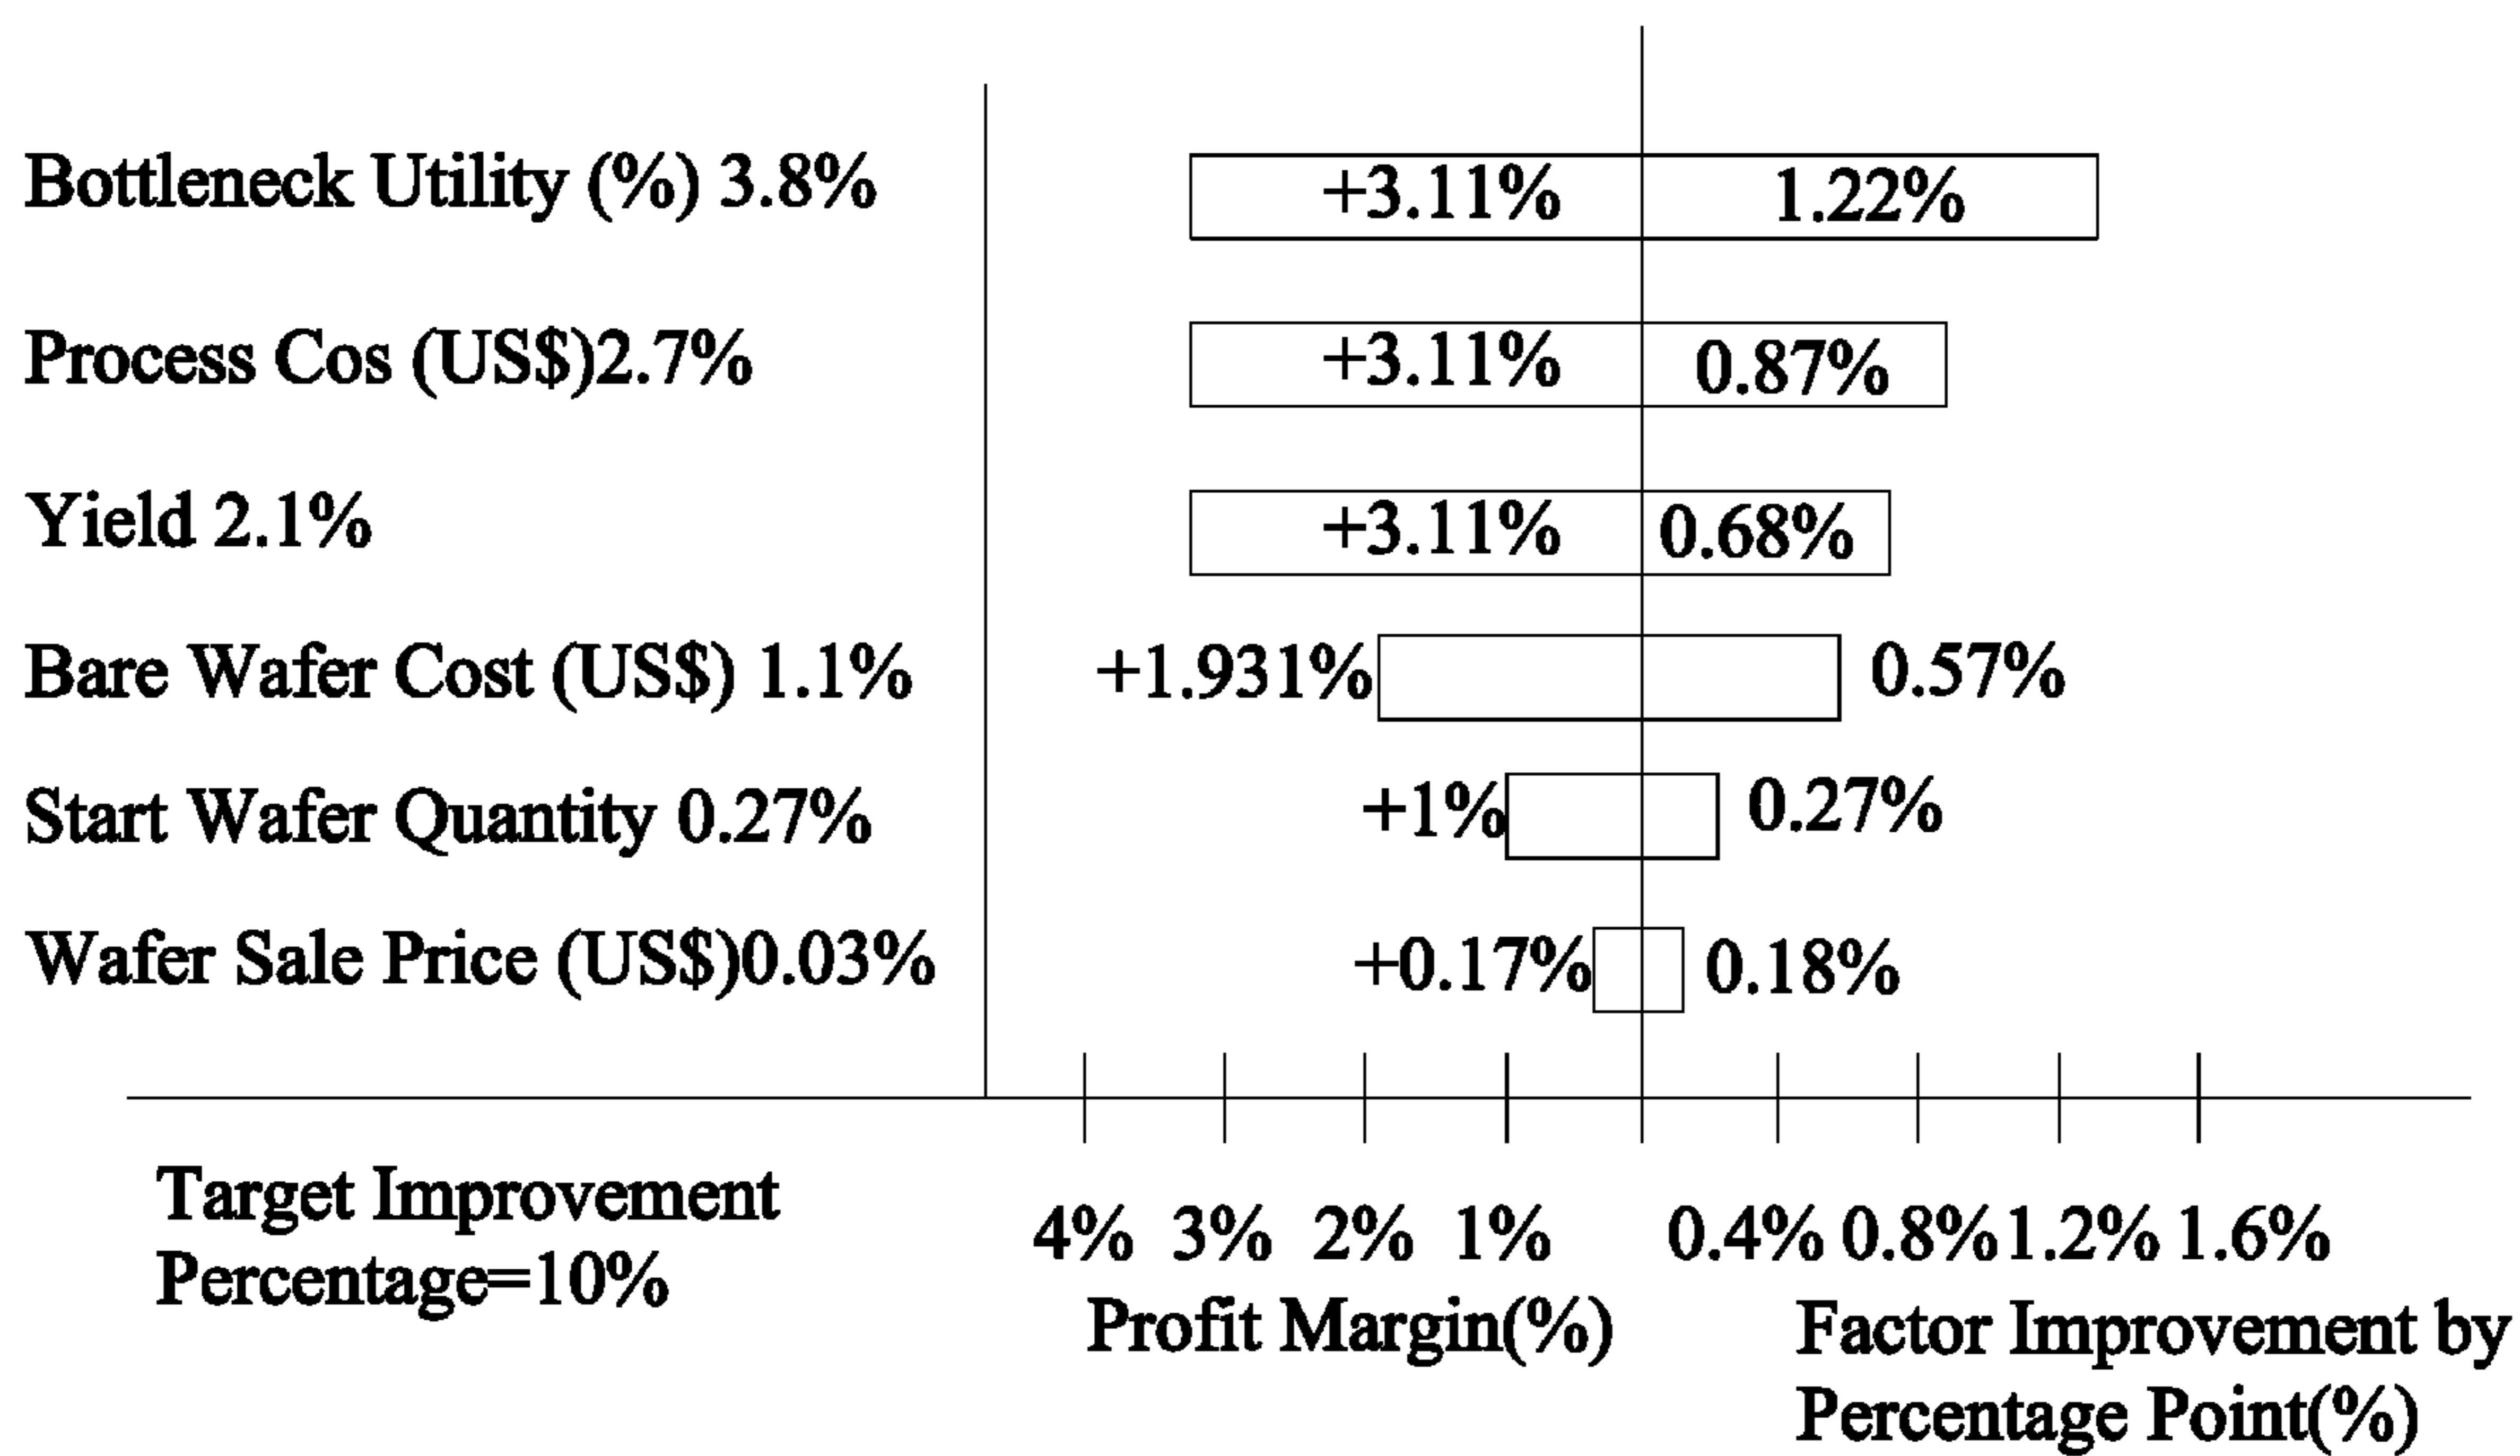 Bottleneck Utility (%) 3.8% +3.11% 1.22%
Process Cos (US$)2.7% +3.11% 0.87%
Yield 2.1% +3.11% 0.68%
Bare Wafer Cost (US$) 1.1% +1.931% 0.57%
Start Wafer Quantity 0.27% +1% 0.27%
Wafer Sale Price (US$)0.03% +0.17% 0.18%
Target Improvement
Percentage=10%
4% 3% 2% 1% 0.4% 0.8% 1.2% 1.6%
Profit Margin(%)
Factor Improvement by
Percentage Point(%)